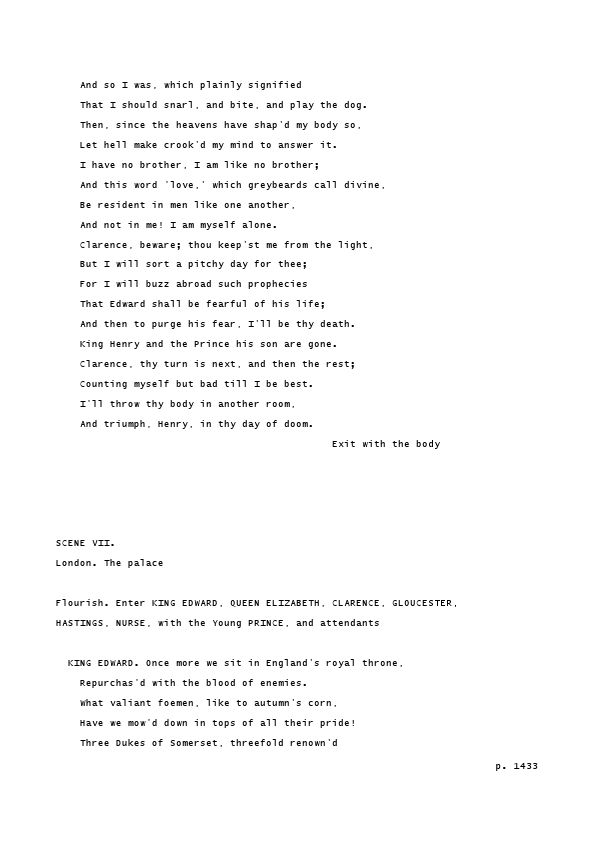 And so I was, which plainly signified
That I should snarl, and bite, and play the dog.
Then, since the heavens have shap'd my body so,
Let hell make crook'd my mind to answer it.
I have no brother, I am like no brother;
And this word 'love,' which greybeards call divine,
Be resident in men like one another,
And not in me! I am myself alone.
Clarence, beware; thou keep'st me from the light,
But I will sort a pitchy day for thee;
For I will buzz abroad such prophecies
That Edward shall be fearful of his life;
And then to purge his fear, I'll be thy death.
King Henry and the Prince his son are gone.
Clarence, thy turn is next, and then the rest;
Counting myself but bad till I be best.
I'll throw thy body in another room,
And triumph, Henry, in thy day of doom.
Exit with the body
SCENE VII.
London. The palace
Flourish. Enter KING EDWARD, QUEEN ELIZABETH, CLARENCE, GLOUCESTER,
HASTINGS, NURSE, with the Young PRINCE, and attendants
KING EDWARD. Once more we sit in England's royal throne,
Repurchas'd with the blood of enemies.
What valiant foemen, like to autumn's corn,
Have we mow'd down in tops of all their pride!
Three Dukes of Somerset, threefold renown'd
p. 1433